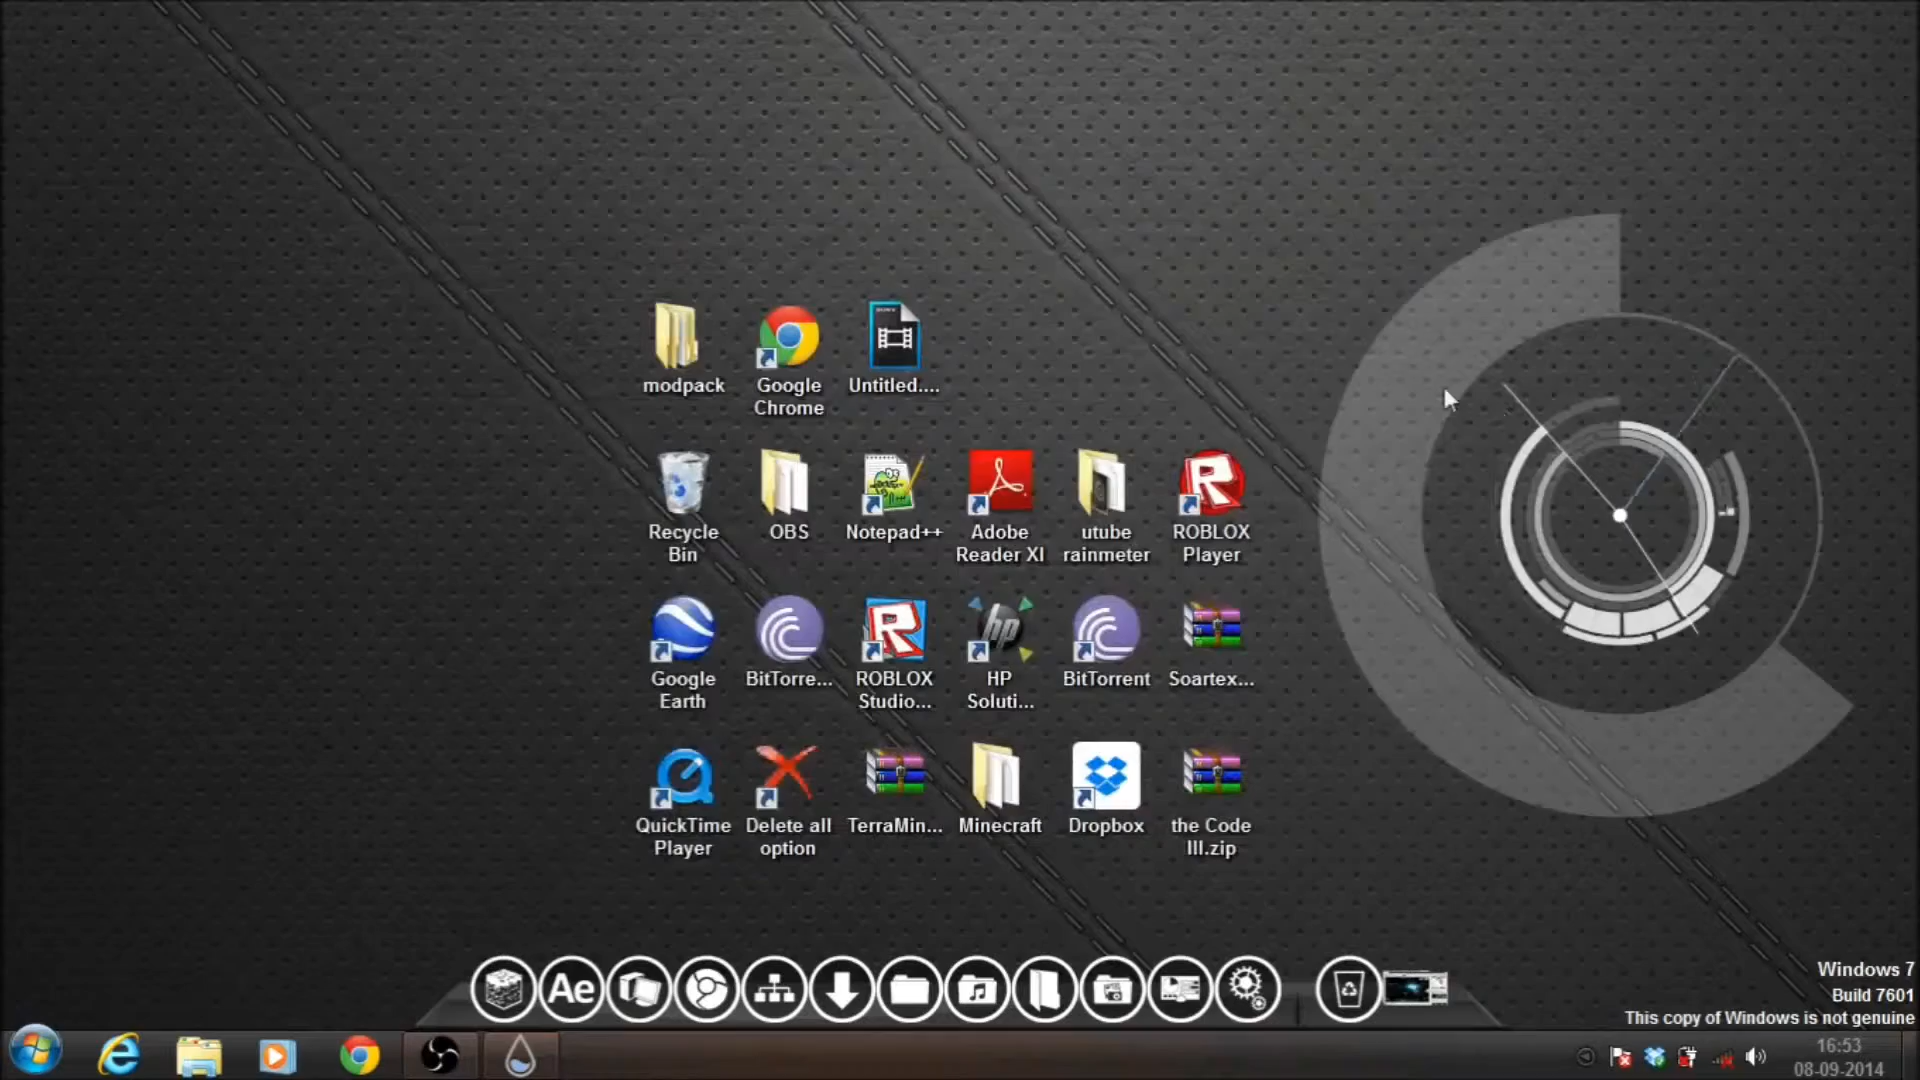 modpack
Google
Chrome
Untitled....
Recycle
Bin
OBS
Notepad++
Adobe
Reader XI
utube
rainmeter
ROBLOX
Player
Google
Earth
BitTorre...
ROBLOX
Studio...
HP
Soluti...
BitTorrent
Soartex...
QuickTime
Player
Delete all
option
TerraMin...
Minecraft
Dropbox
the Code
III.zip
Ae
Windows 7
Build 7601
This copy of Windows is not genuine
16:53
08-09-2014